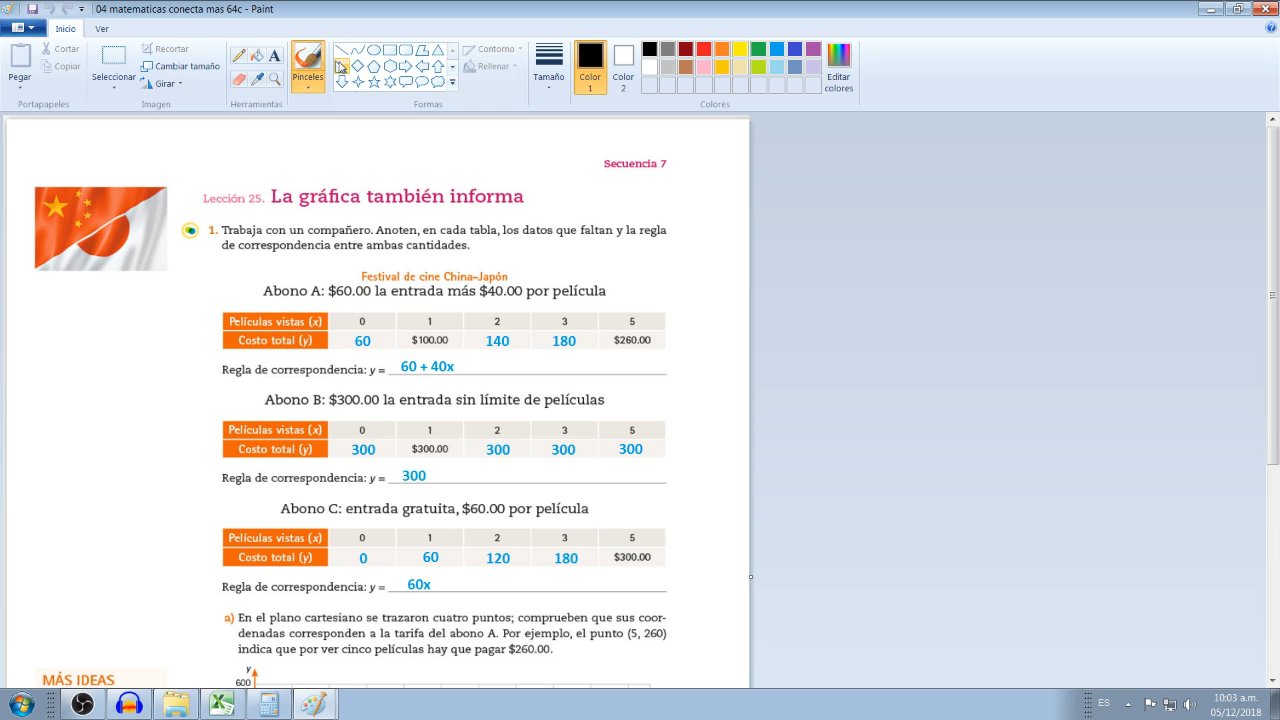 04 matematicas conecta mas 64c - Paint
Inicio Ver
Pegar
Cortar
Copiar
Portapapeles
Seleccionar
Recortar
Cambiar tamaño
Girar
Imagen
A
Herramientas
Pinceles
Contorno
Rellenar
Formas
Tamaño
Color 1
Color 2
Editar colores
Colores
Secuencia 7
Lección 25. La gráfica también informa
1. Trabaja con un compañero. Anoten, en cada tabla, los datos que faltan y la regla
de correspondencia entre ambas cantidades.
Festival de cine China–Japón
Abono A: $60.00 la entrada más $40.00 por película
Películas vistas (x) 0 1 2 3 5
Costo total (y) 60 $100.00 140 180 $260.00
Regla de correspondencia: y = 60 + 40x
Abono B: $300.00 la entrada sin límite de películas
Películas vistas (x) 0 1 2 3 5
Costo total (y) 300 $300.00 300 300 300
Regla de correspondencia: y = 300
Abono C: entrada gratuita, $60.00 por película
Películas vistas (x) 0 1 2 3 5
Costo total (y) 0 60 120 180 $300.00
Regla de correspondencia: y = 60x
a) En el plano cartesiano se trazaron cuatro puntos; comprueben que sus coor-
denadas corresponden a la tarifa del abono A. Por ejemplo, el punto (5, 260)
indica que por ver cinco películas hay que pagar $260.00.
MÁS IDEAS
y
600
ES
10:03 a.m.
05/12/2018